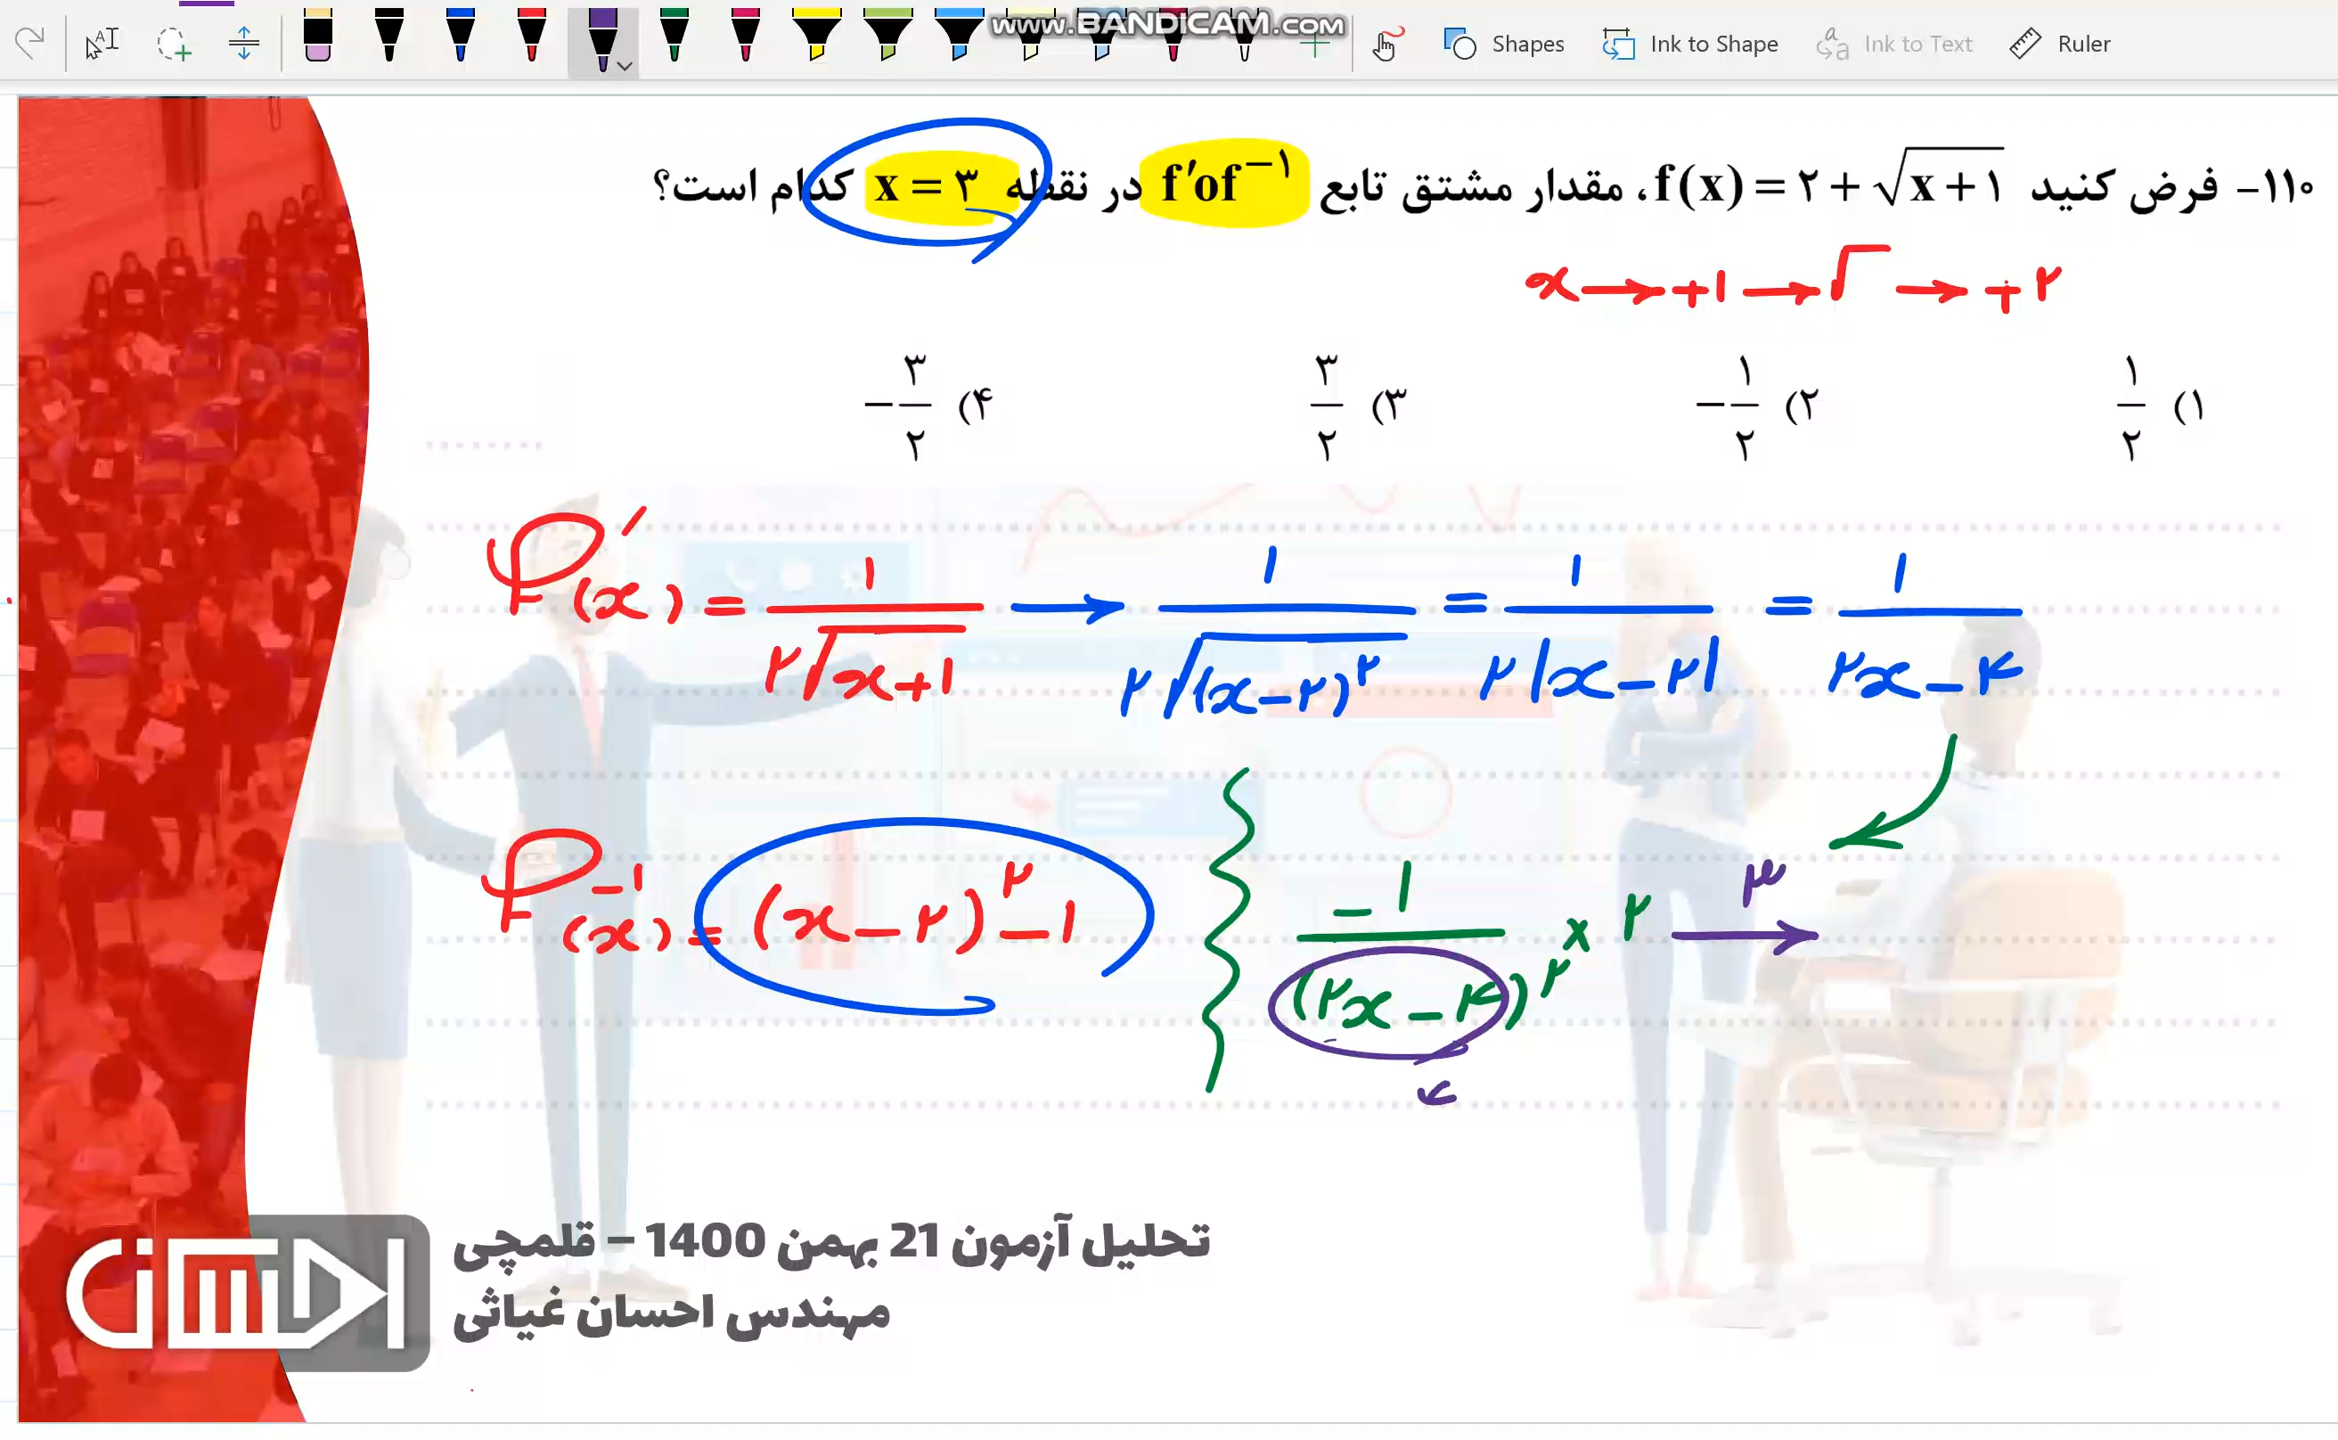 www.BANDICAM.com
Shapes
Ink to Shape
Ink to Text
Ruler
۱۱۰- فرض کنید f(x) = ۲ + √x+۱، مقدار مشتق تابع f′of⁻¹ در نقطه x = ۳ کدام است؟
x → +۱ → √ → +۲
۱) ۱/۲ ۲) -۱/۲ ۳) ۳/۲ ۴) -۳/۲
f′(x) = ۱/(۲√x+۱) → ۱/(۲√(x-۲)²) = ۱/(۲|x-۲|) = ۱/(۲x-۴)
f⁻¹(x) = (x-۲)²-۱
-۱/(۲x-۴)² × ۲ →۳
۲
تحلیل آزمون 21 بهمن 1400 – قلمچی
مهندس احسان غیاثی